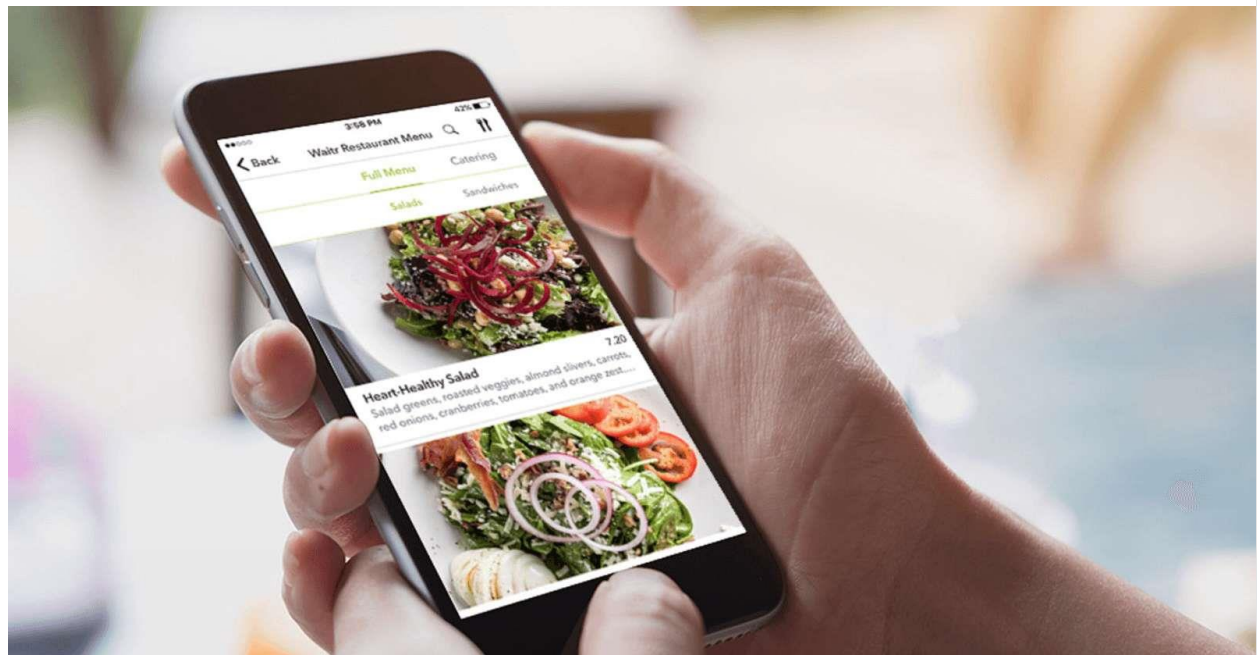 3:58 PM
42%
Back
Waitr Restaurant Menu
Full Menu
Catering
Salads
Sandwiches
Heart-Healthy Salad
7.20
Salad greens, roasted veggies, almond slivers, carrots,
red onions, cranberries, tomatoes, and orange zest....